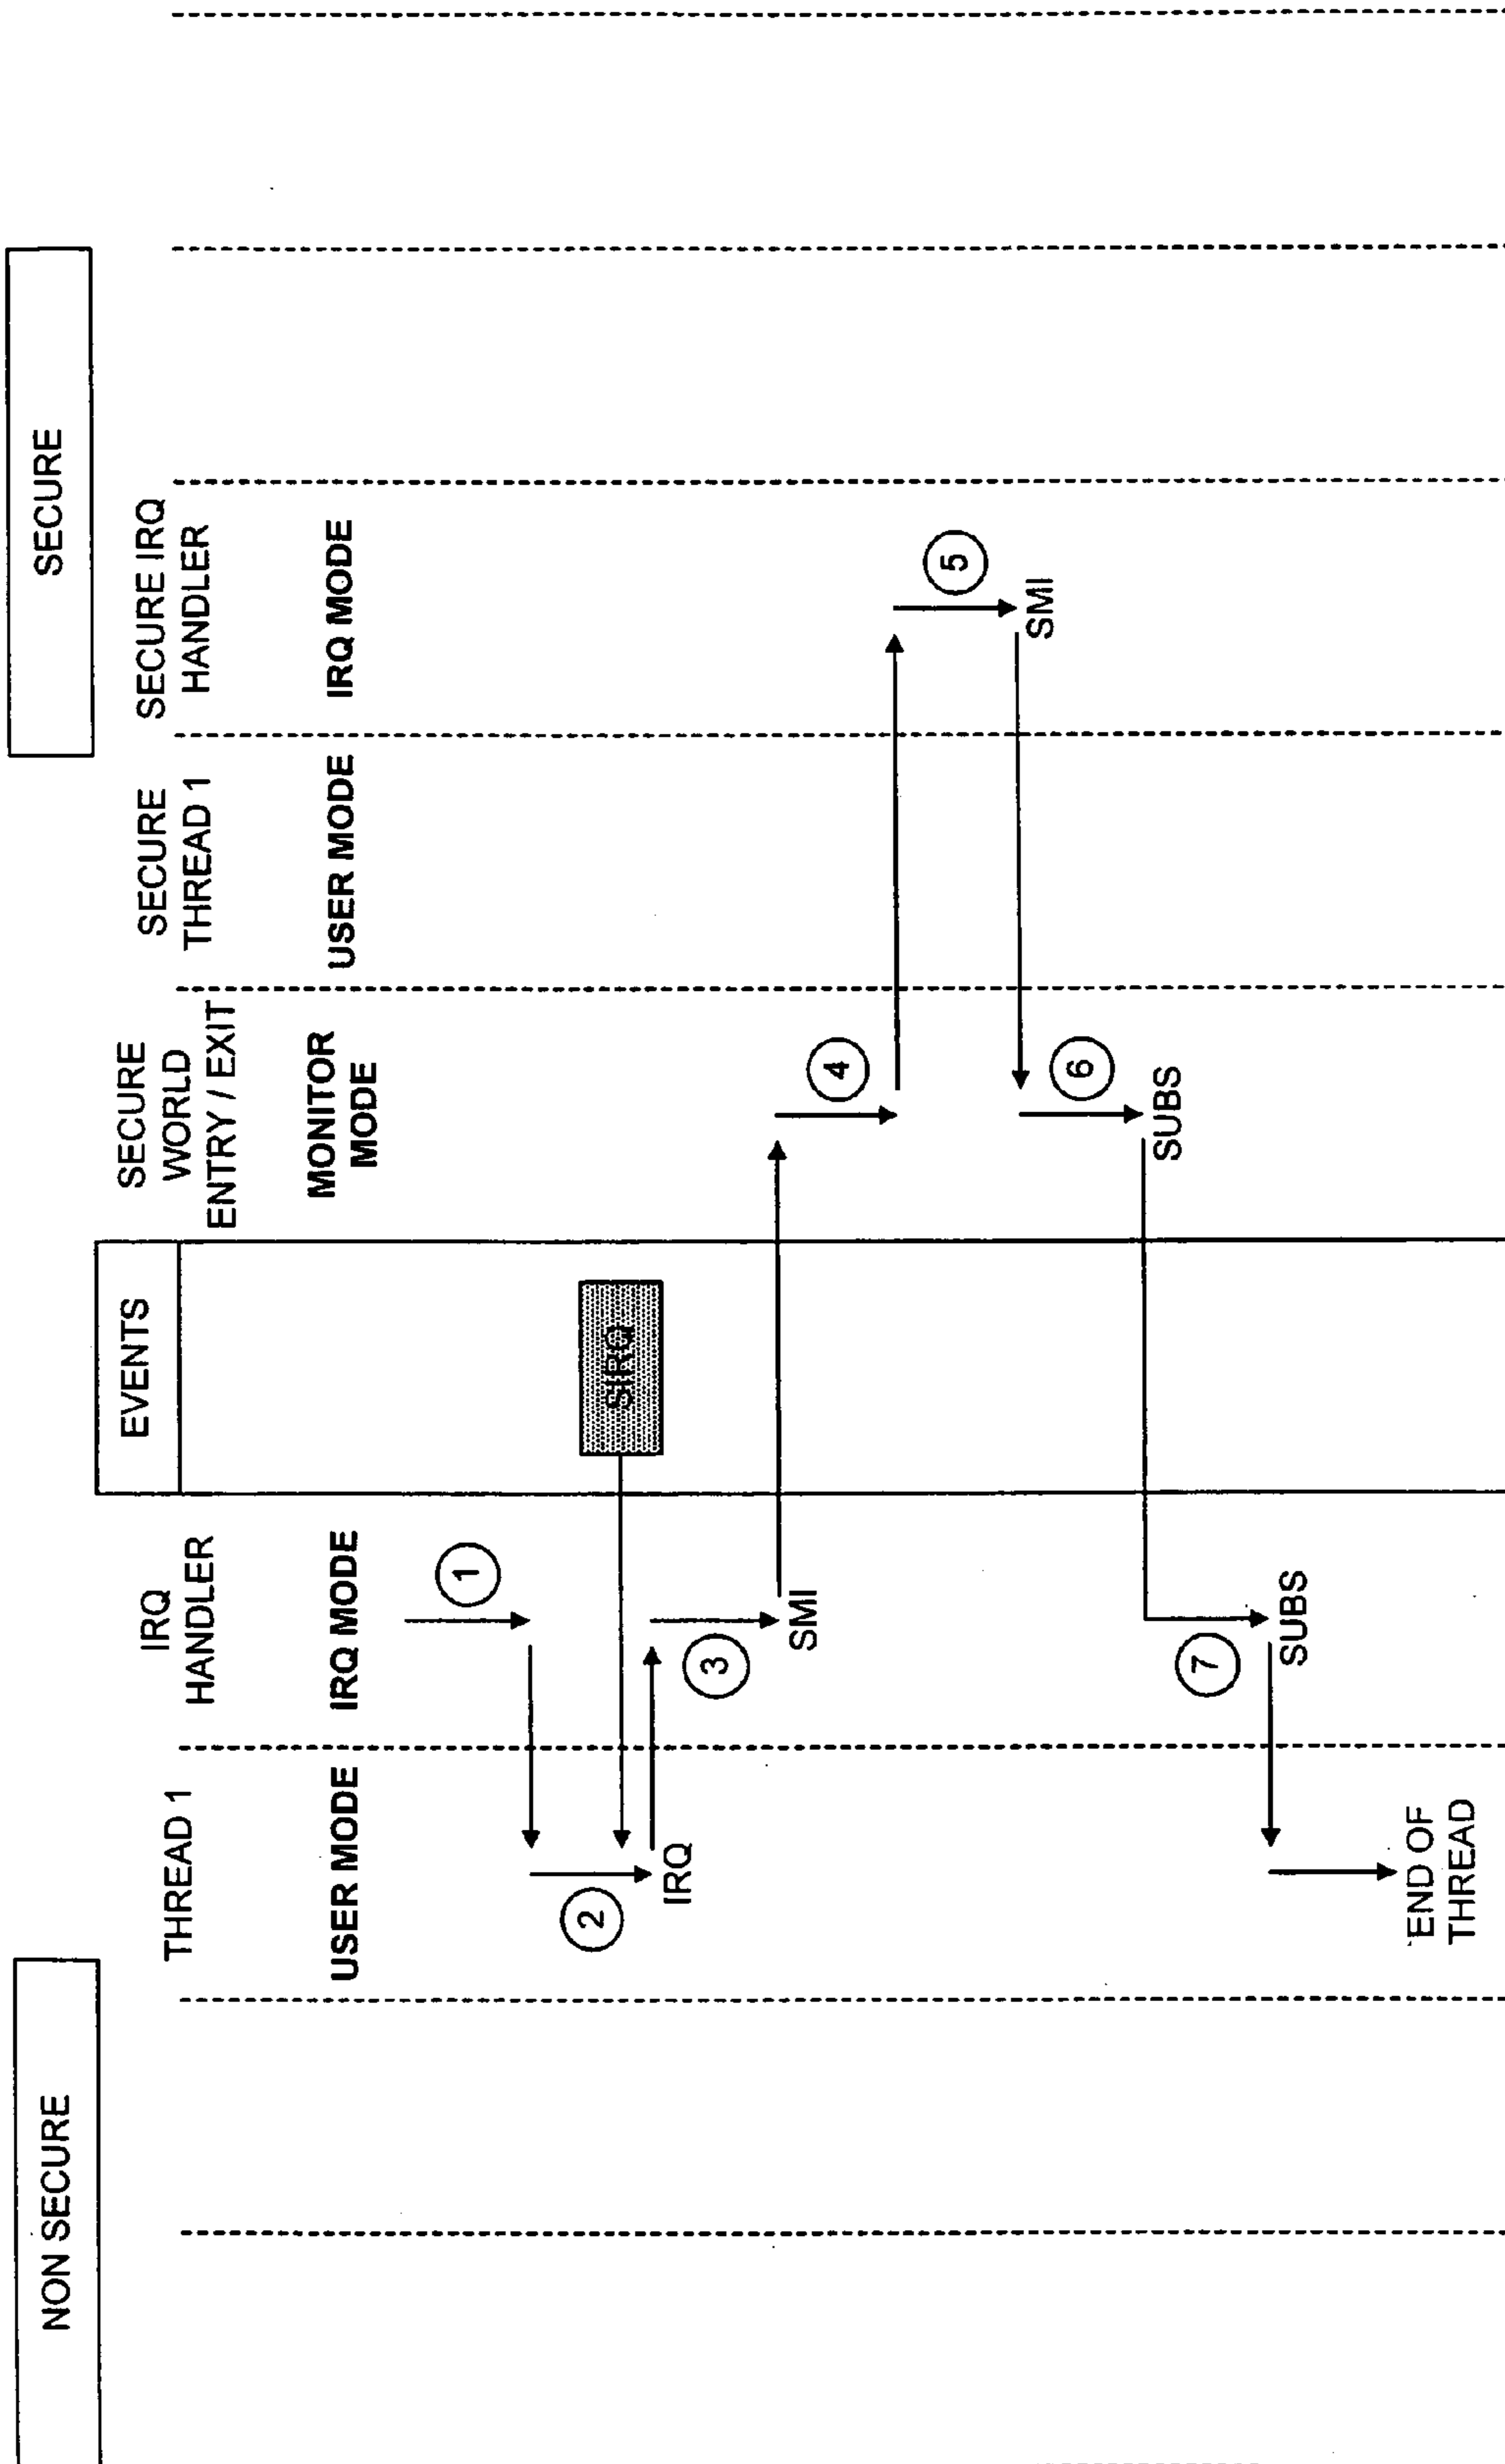 NON SECURE
SECURE
EVENTS
THREAD 1
IRQ
HANDLER
SECURE
WORLD
ENTRY / EXIT
SECURE
THREAD 1
SECURE IRQ
HANDLER
USER MODE
IRQ MODE
MONITOR
MODE
USER MODE
IRQ MODE
1
2
SIRQ
IRQ
3
SMI
4
5
SMI
6
SUBS
7
SUBS
END OF
THREAD